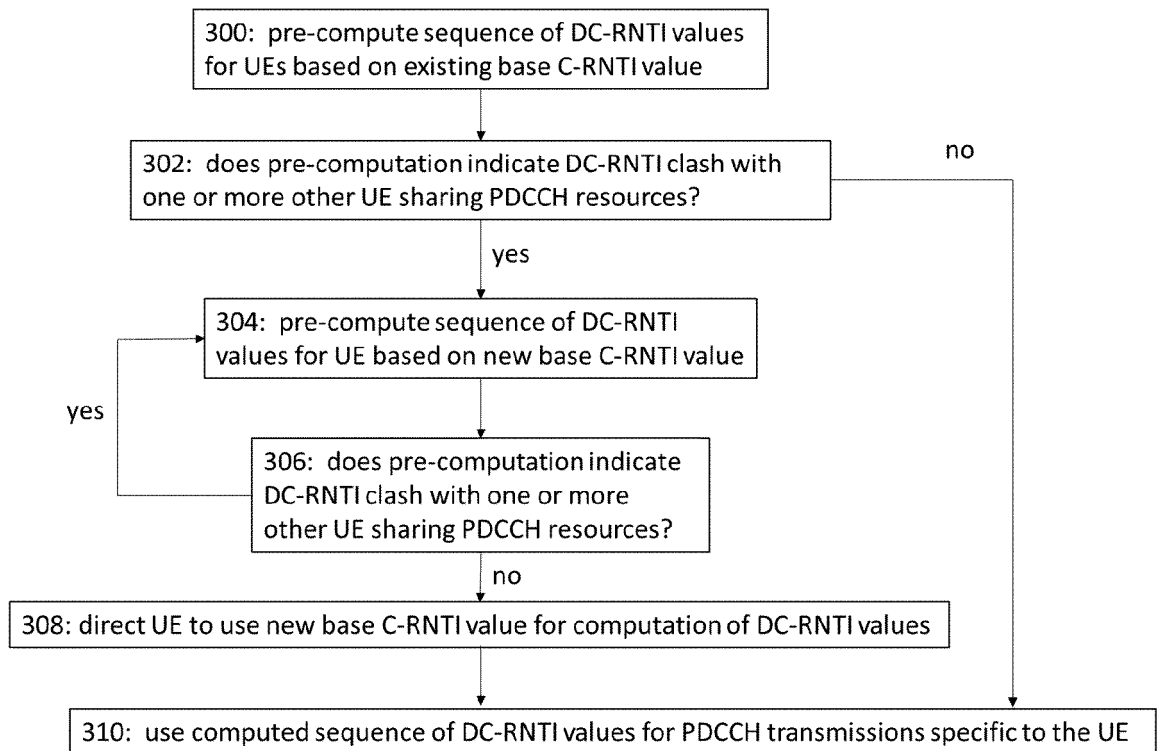 300:  pre-compute sequence of DC-RNTI values
for UEs based on existing base C-RNTI value
302:  does pre-computation indicate DC-RNTI clash with
one or more other UE sharing PDCCH resources?
no
yes
304:  pre-compute sequence of DC-RNTI
values for UE based on new base C-RNTI value
yes
306:  does pre-computation indicate
DC-RNTI clash with one or more
other UE sharing PDCCH resources?
no
308: direct UE to use new base C-RNTI value for computation of DC-RNTI values
310:  use computed sequence of DC-RNTI values for PDCCH transmissions specific to the UE